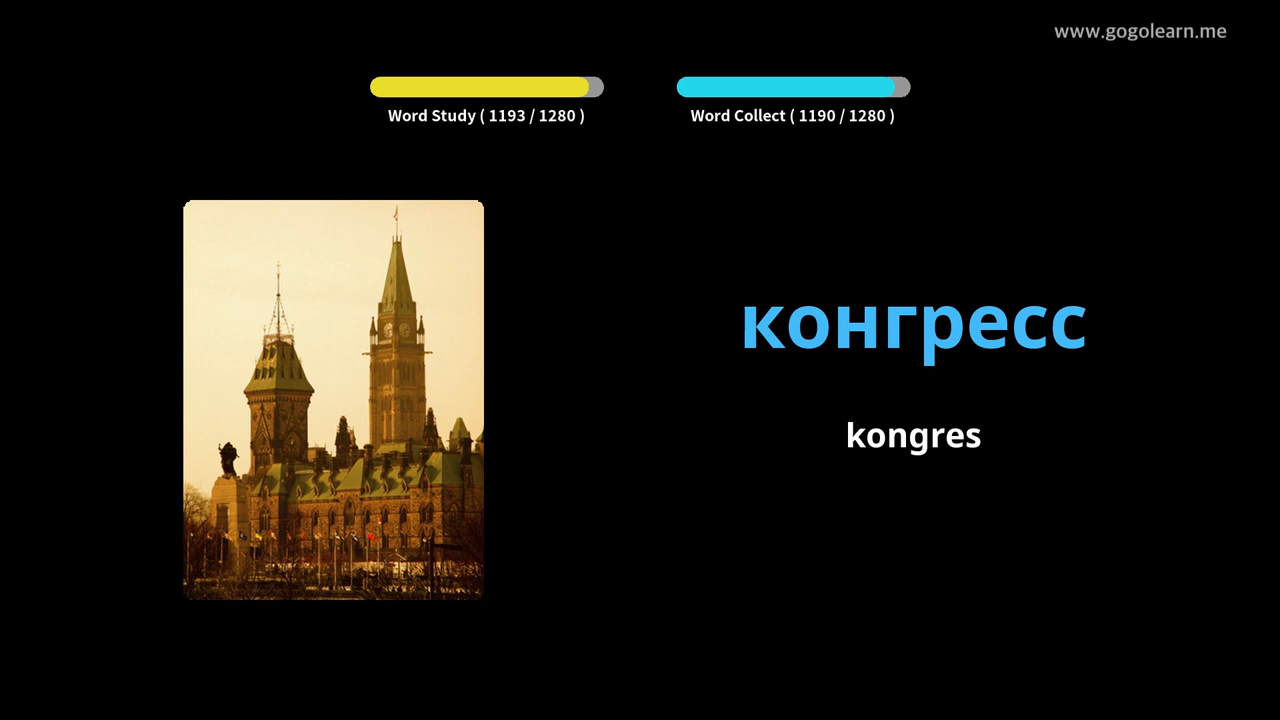 www.gogolearn.me
Word Study ( 1193 / 1280 )
Word Collect ( 1190 / 1280 )
конгресс
kongres